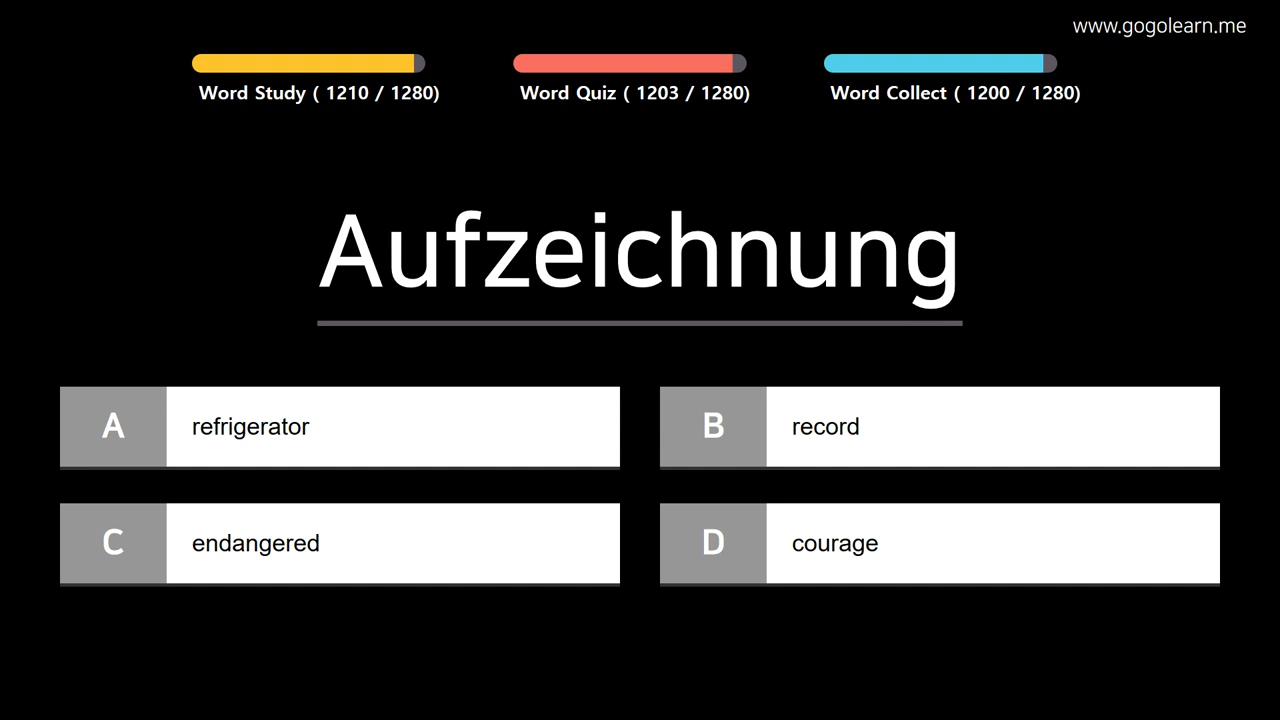 www.gogolearn.me
Word Study ( 1210 / 1280)
Word Quiz ( 1203 / 1280)
Word Collect ( 1200 / 1280)
Aufzeichnung
A refrigerator
B record
C endangered
D courage